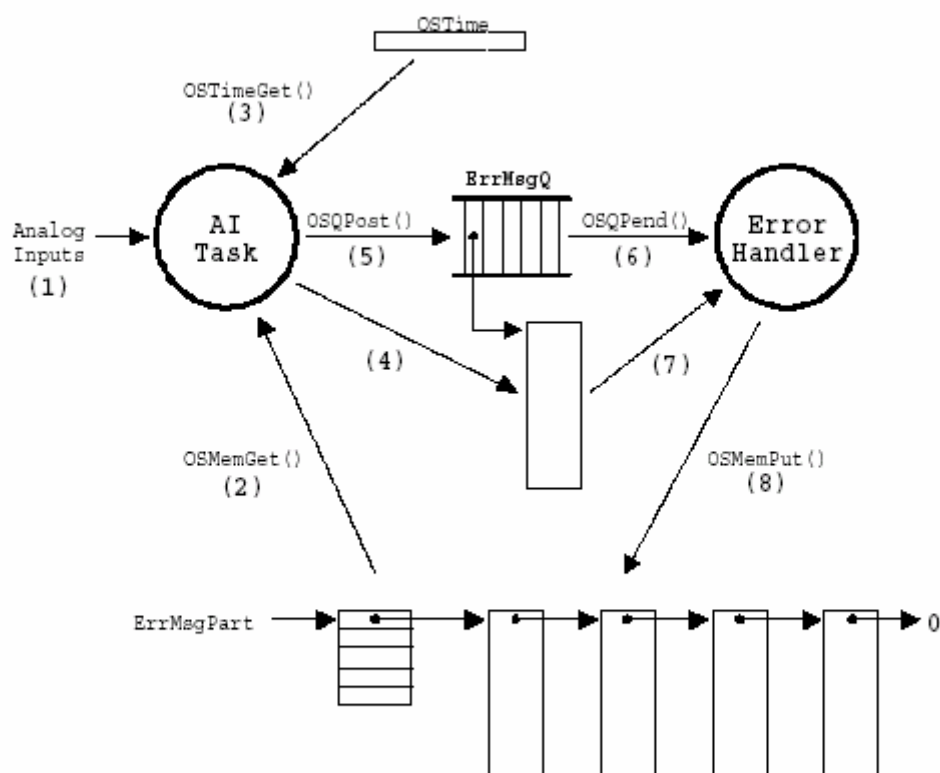 OSTime
OSTimeGet()
(3)
ErrMsgQ
Analog
Inputs
(1)
AI
Task
OSQPost()
(5)
OSQPend()
(6)
Error
Handler
(4)
(7)
OSMemGet()
(2)
OSMemPut()
(8)
ErrMsgPart
0